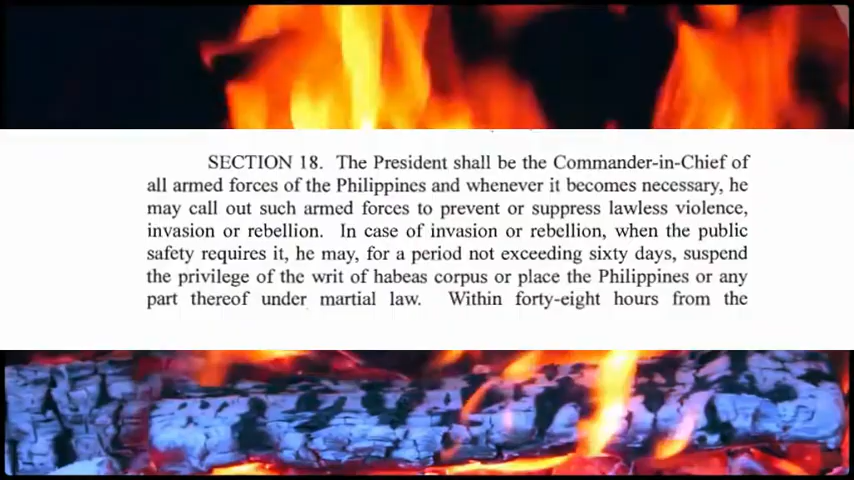 SECTION 18. The President shall be the Commander-in-Chief of
all armed forces of the Philippines and whenever it becomes necessary, he
may call out such armed forces to prevent or suppress lawless violence,
invasion or rebellion. In case of invasion or rebellion, when the public
safety requires it, he may, for a period not exceeding sixty days, suspend
the privilege of the writ of habeas corpus or place the Philippines or any
part thereof under martial law. Within forty-eight hours from the